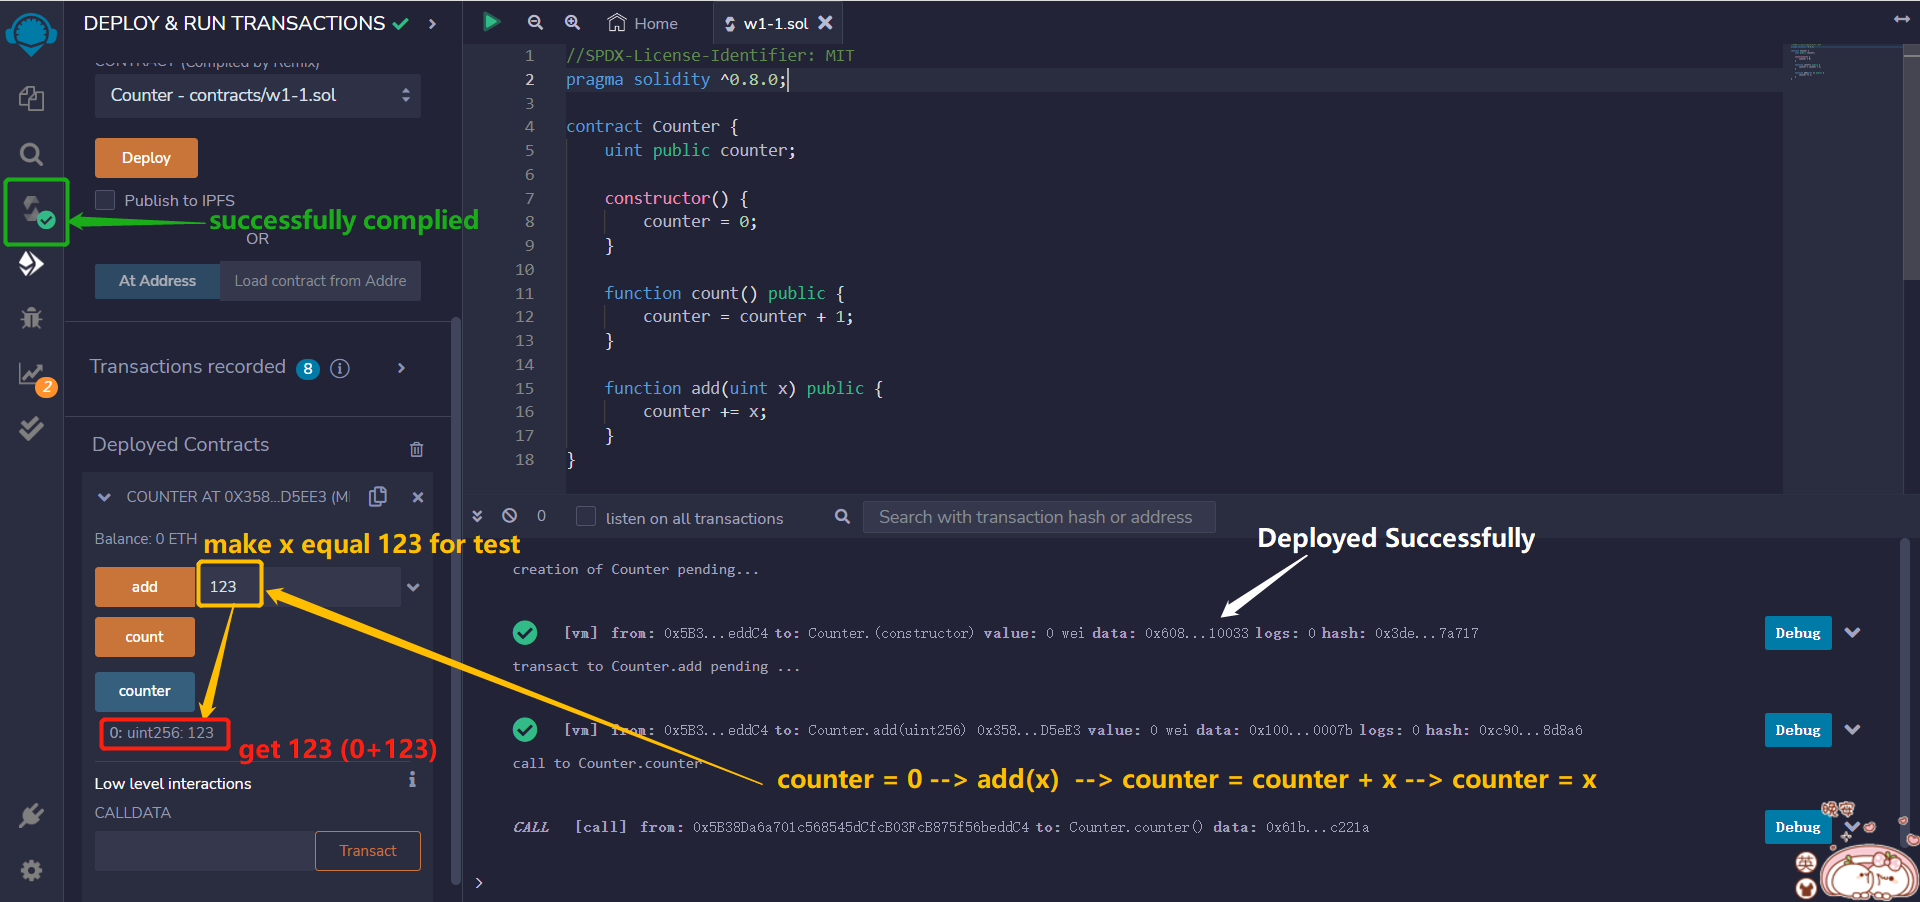 DEPLOY & RUN TRANSACTIONS
CONTRACT (Compiled by Remix)
Counter - contracts/w1-1.sol
Deploy
Publish to IPFS
successfully complied
OR
At Address
Load contract from Addre
Transactions recorded 8
2
Deployed Contracts
COUNTER AT 0X358...D5EE3 (M
Balance: 0 ETH
make x equal 123 for test
add 123
count
counter
0: uint256: 123
get 123 (0+123)
Low level interactions
CALLDATA
Transact
Home
w1-1.sol
1 //SPDX-License-Identifier: MIT
2 pragma solidity ^0.8.0;
3
4 contract Counter {
5 uint public counter;
6
7 constructor() {
8 counter = 0;
9 }
10
11 function count() public {
12 counter = counter + 1;
13 }
14
15 function add(uint x) public {
16 counter += x;
17 }
18 }
0 listen on all transactions
Search with transaction hash or address
Deployed Successfully
creation of Counter pending...
[vm] from: 0x5B3...eddC4 to: Counter.(constructor) value: 0 wei data: 0x608...10033 logs: 0 hash: 0x3de...7a717
Debug
transact to Counter.add pending ...
[vm] from: 0x5B3...eddC4 to: Counter.add(uint256) 0x358...D5eE3 value: 0 wei data: 0x100...0007b logs: 0 hash: 0xc90...8d8a6
Debug
call to Counter.counter
counter = 0 --> add(x) --> counter = counter + x --> counter = x
CALL [call] from: 0x5B38Da6a701c568545dCfcB03FcB875f56beddC4 to: Counter.counter() data: 0x61b...c221a
Debug
英